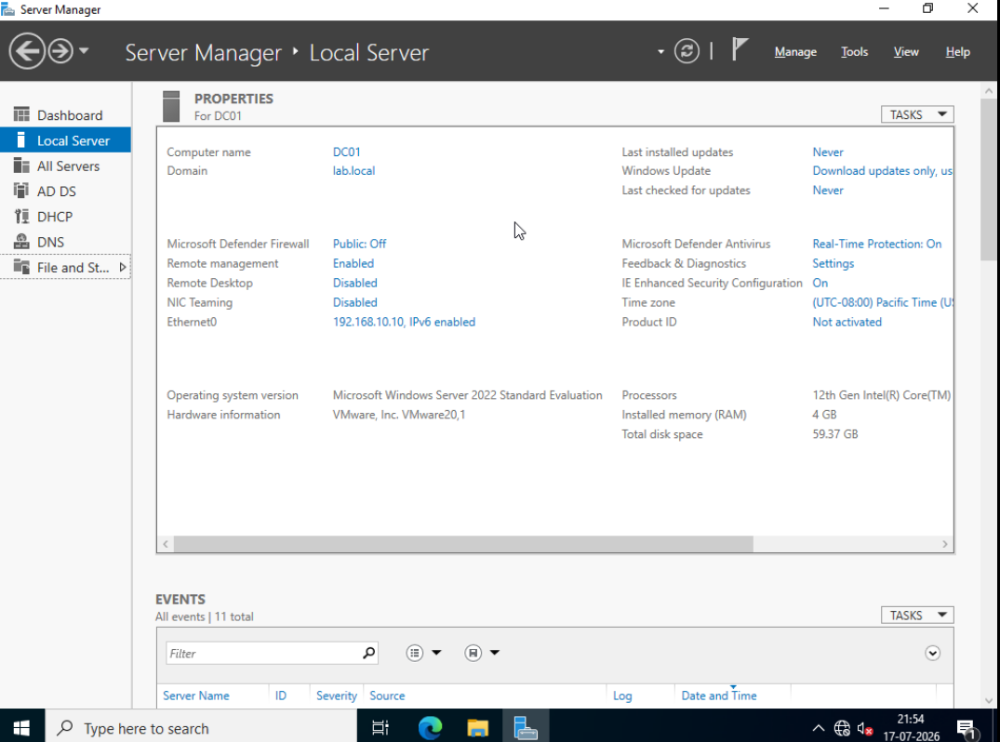 Server Manager
Server Manager • Local Server
Manage Tools View Help
Dashboard
Local Server
All Servers
AD DS
DHCP
DNS
File and St...
PROPERTIES
For DC01
TASKS
Computer name DC01
Domain lab.local
Last installed updates Never
Windows Update Download updates only, us
Last checked for updates Never
Microsoft Defender Firewall Public: Off
Remote management Enabled
Remote Desktop Disabled
NIC Teaming Disabled
Ethernet0 192.168.10.10, IPv6 enabled
Microsoft Defender Antivirus Real-Time Protection: On
Feedback & Diagnostics Settings
IE Enhanced Security Configuration On
Time zone (UTC-08:00) Pacific Time (US
Product ID Not activated
Operating system version Microsoft Windows Server 2022 Standard Evaluation
Hardware information VMware, Inc. VMware20,1
Processors 12th Gen Intel(R) Core(TM)
Installed memory (RAM) 4 GB
Total disk space 59.37 GB
EVENTS
All events | 11 total
TASKS
Filter
Server Name ID Severity Source Log Date and Time
Type here to search
21:54
17-07-2026
1